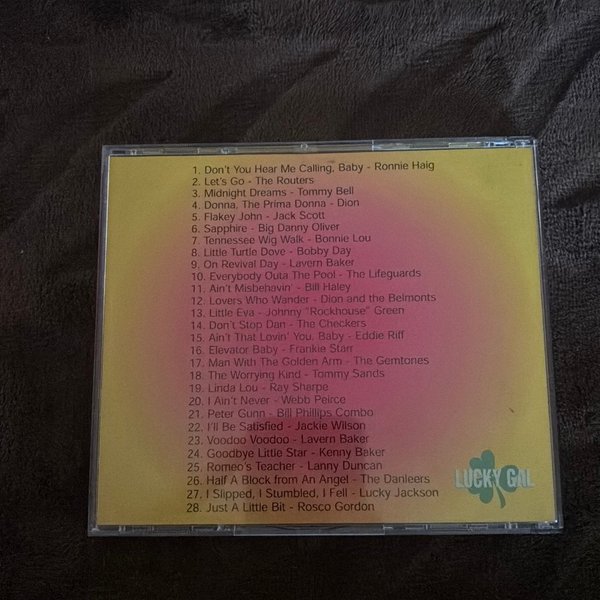 1. Don't You Hear Me Calling, Baby - Ronnie Haig
2. Let's Go - The Routers
3. Midnight Dreams - Tommy Bell
4. Donna, The Prima Donna - Dion
5. Flakey John - Jack Scott
6. Sapphire - Big Danny Oliver
7. Tennessee Wig Walk - Bonnie Lou
8. Little Turtle Dove - Bobby Day
9. On Revival Day - Lavern Baker
10. Everybody Outa The Pool - The Lifeguards
11. Ain't Misbehavin' - Bill Haley
12. Lovers Who Wander - Dion and the Belmonts
13. Little Eva - Johnny "Rockhouse" Green
14. Don't Stop Dan - The Checkers
15. Ain't That Lovin' You, Baby - Eddie Riff
16. Elevator Baby - Frankie Starr
17. Man With The Golden Arm - The Gemtones
18. The Worrying Kind - Tommy Sands
19. Linda Lou - Ray Sharpe
20. I Ain't Never - Webb Peirce
21. Peter Gunn - Bill Phillips Combo
22. I'll Be Satisfied - Jackie Wilson
23. Voodoo Voodoo - Lavern Baker
24. Goodbye Little Star - Kenny Baker
25. Romeo's Teacher - Lanny Duncan
26. Half A Block from An Angel - The Danleers
27. I Slipped, I Stumbled, I Fell - Lucky Jackson
28. Just A Little Bit - Rosco Gordon
LUCKY GAL